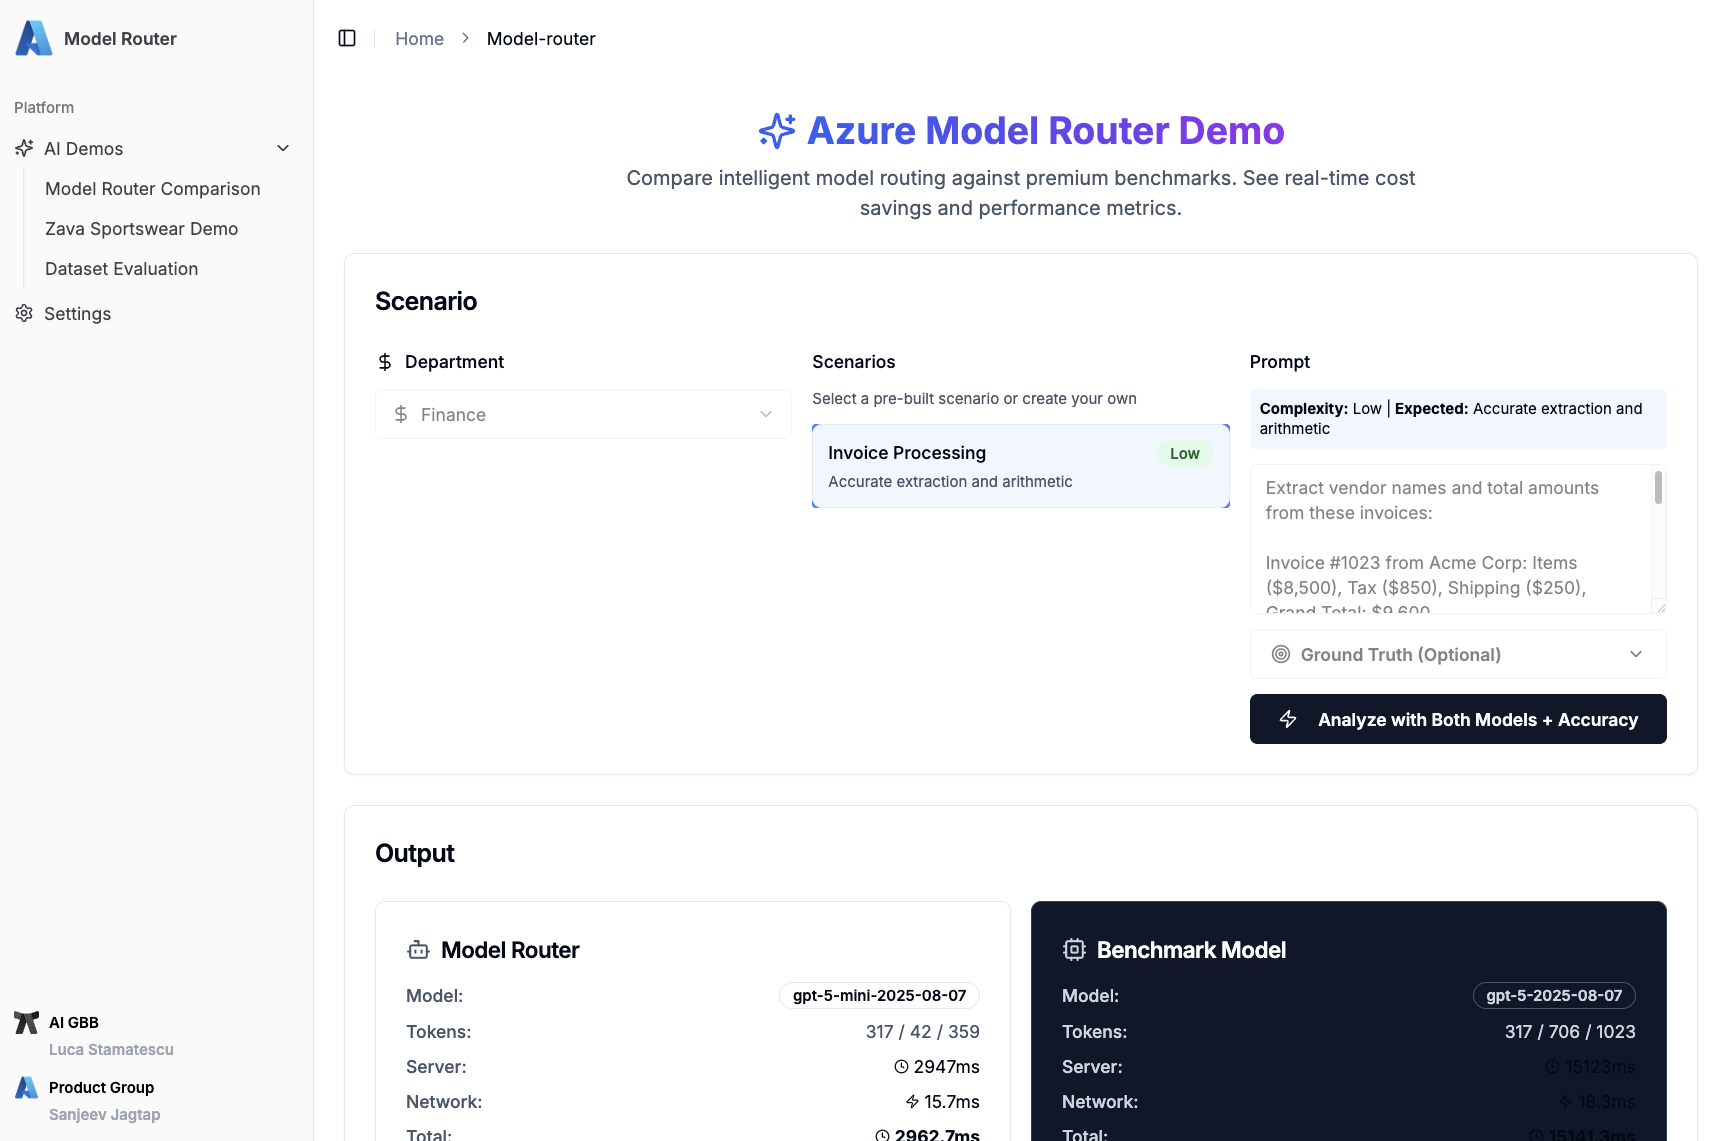 Model Router
Platform
AI Demos
Model Router Comparison
Zava Sportswear Demo
Dataset Evaluation
Settings
AI GBB
Luca Stamatescu
Product Group
Sanjeev Jagtap
Home > Model-router
Azure Model Router Demo
Compare intelligent model routing against premium benchmarks. See real-time cost
savings and performance metrics.
Scenario
$ Department
$ Finance
Scenarios
Select a pre-built scenario or create your own
Invoice Processing
Low
Accurate extraction and arithmetic
Prompt
Complexity: Low | Expected: Accurate extraction and
arithmetic
Extract vendor names and total amounts
from these invoices:
Invoice #1023 from Acme Corp: Items
($8,500), Tax ($850), Shipping ($250),
Grand Total: $9,600
Ground Truth (Optional)
Analyze with Both Models + Accuracy
Output
Model Router
Model: gpt-5-mini-2025-08-07
Tokens: 317 / 42 / 359
Server: 2947ms
Network: 15.7ms
Total: 2962.7ms
Benchmark Model
Model: gpt-5-2025-08-07
Tokens: 317 / 706 / 1023
Server: 15123ms
Network: 18.3ms
Total: 15141.3ms